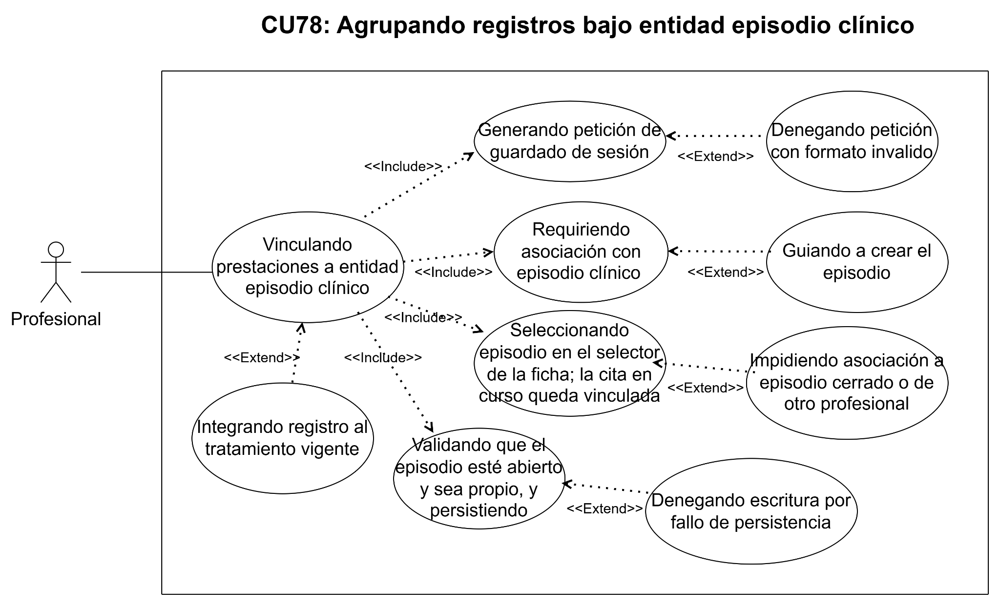 CU78: Agrupando registros bajo entidad episodio clínico
Generando petición de
guardado de sesión
Denegando petición
con formato invalido
<<Extend>>
<<Include>>
Vinculando
prestaciones a entidad
episodio clínico
Requiriendo
asociación con
episodio clínico
Guiando a crear el
episodio
<<Include>>
<<Extend>>
Profesional
<<Include>>
Seleccionando
episodio en el selector
de la ficha; la cita en
curso queda vinculada
Impidiendo asociación a
episodio cerrado o de
otro profesional
<<Extend>>
<<Extend>>
<<Include>>
Integrando registro al
tratamiento vigente
Validando que el
episodio esté abierto
y sea propio, y
persistiendo
<<Extend>>
Denegando escritura por
fallo de persistencia